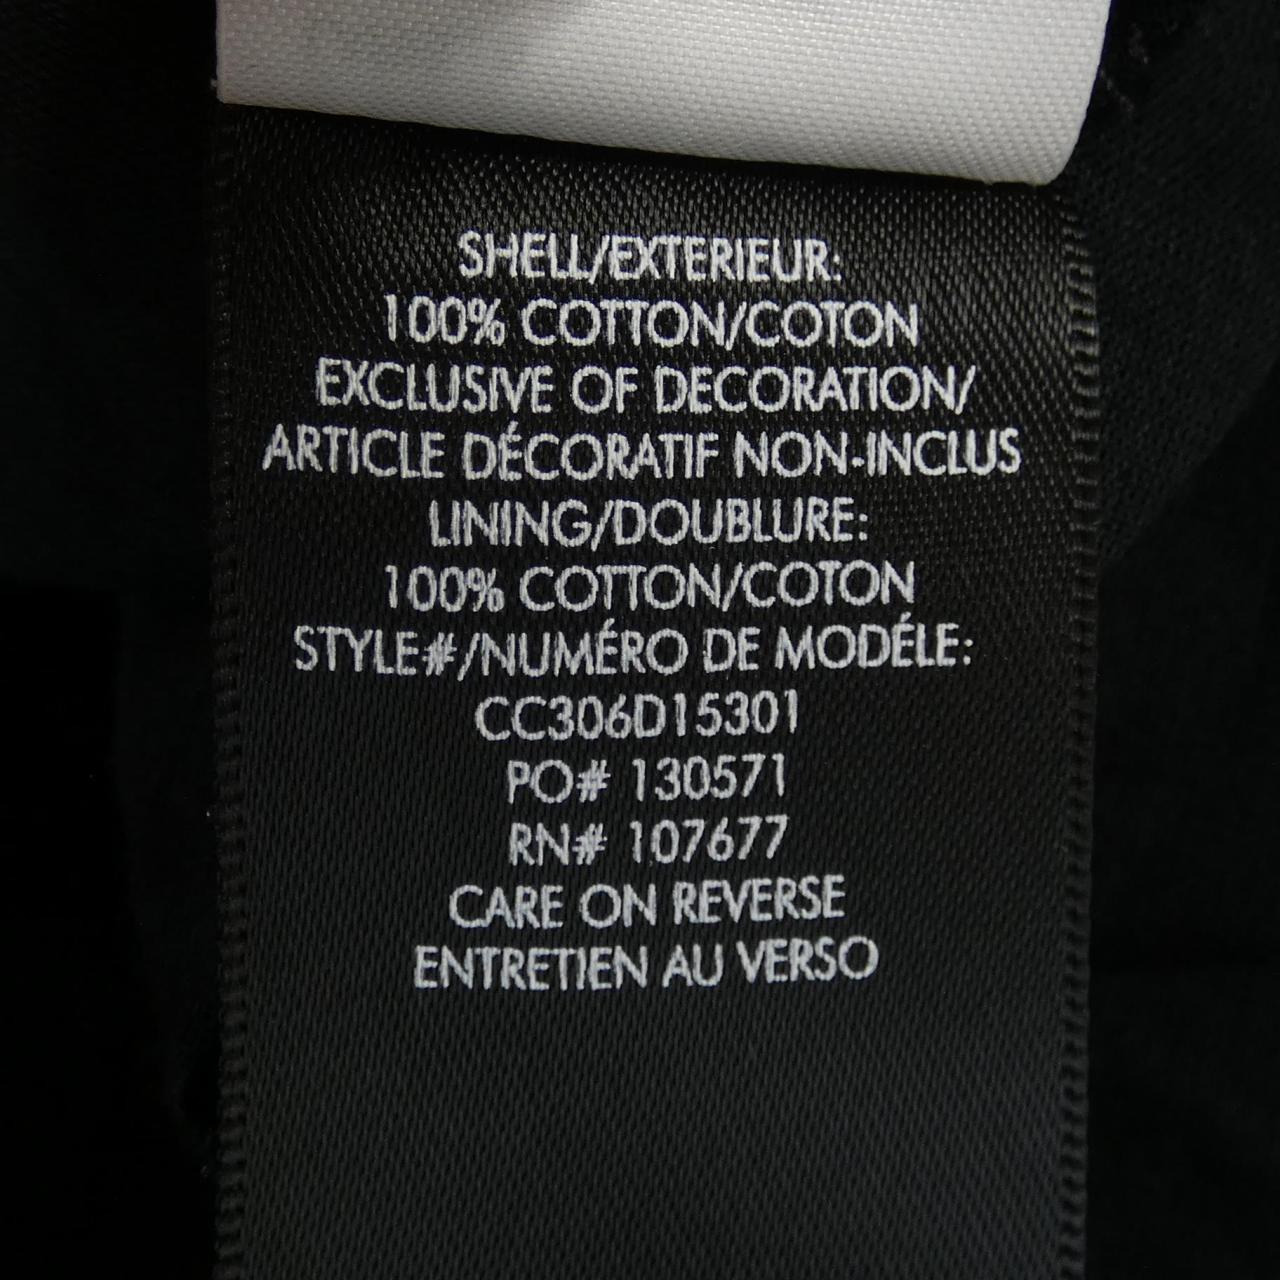 SHELL/EXTERIEUR:
100% COTTON/COTON
EXCLUSIVE OF DECORATION/
ARTICLE DÉCORATIF NON-INCLUS
LINING/DOUBLURE:
100% COTTON/COTON
STYLE#/NUMÉRO DE MODÉLE:
CC306D15301
PO# 130571
RN# 107677
CARE ON REVERSE
ENTRETIEN AU VERSO